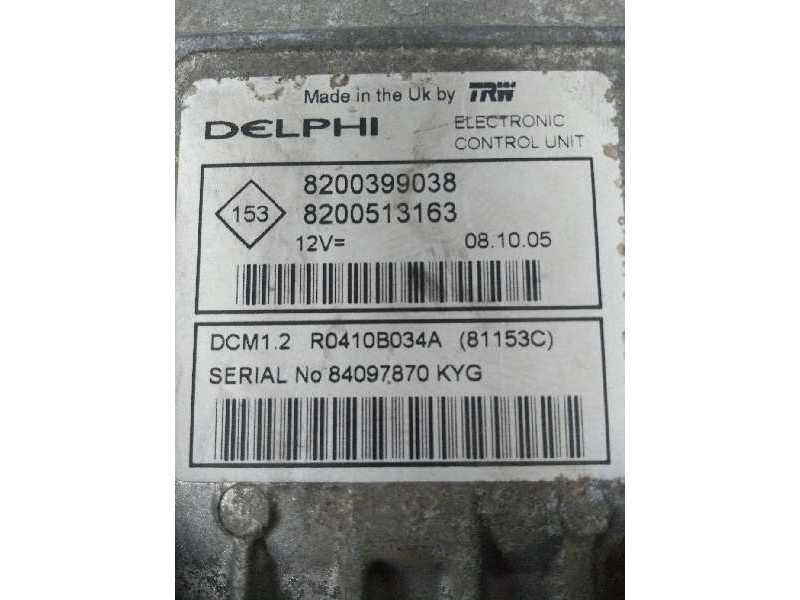 Made in the Uk by TRW
DELPHI ELECTRONIC
CONTROL UNIT
8200399038
153 8200513163
12V= 08.10.05
DCM1.2 R0410B034A (81153C)
SERIAL No 84097870 KYG